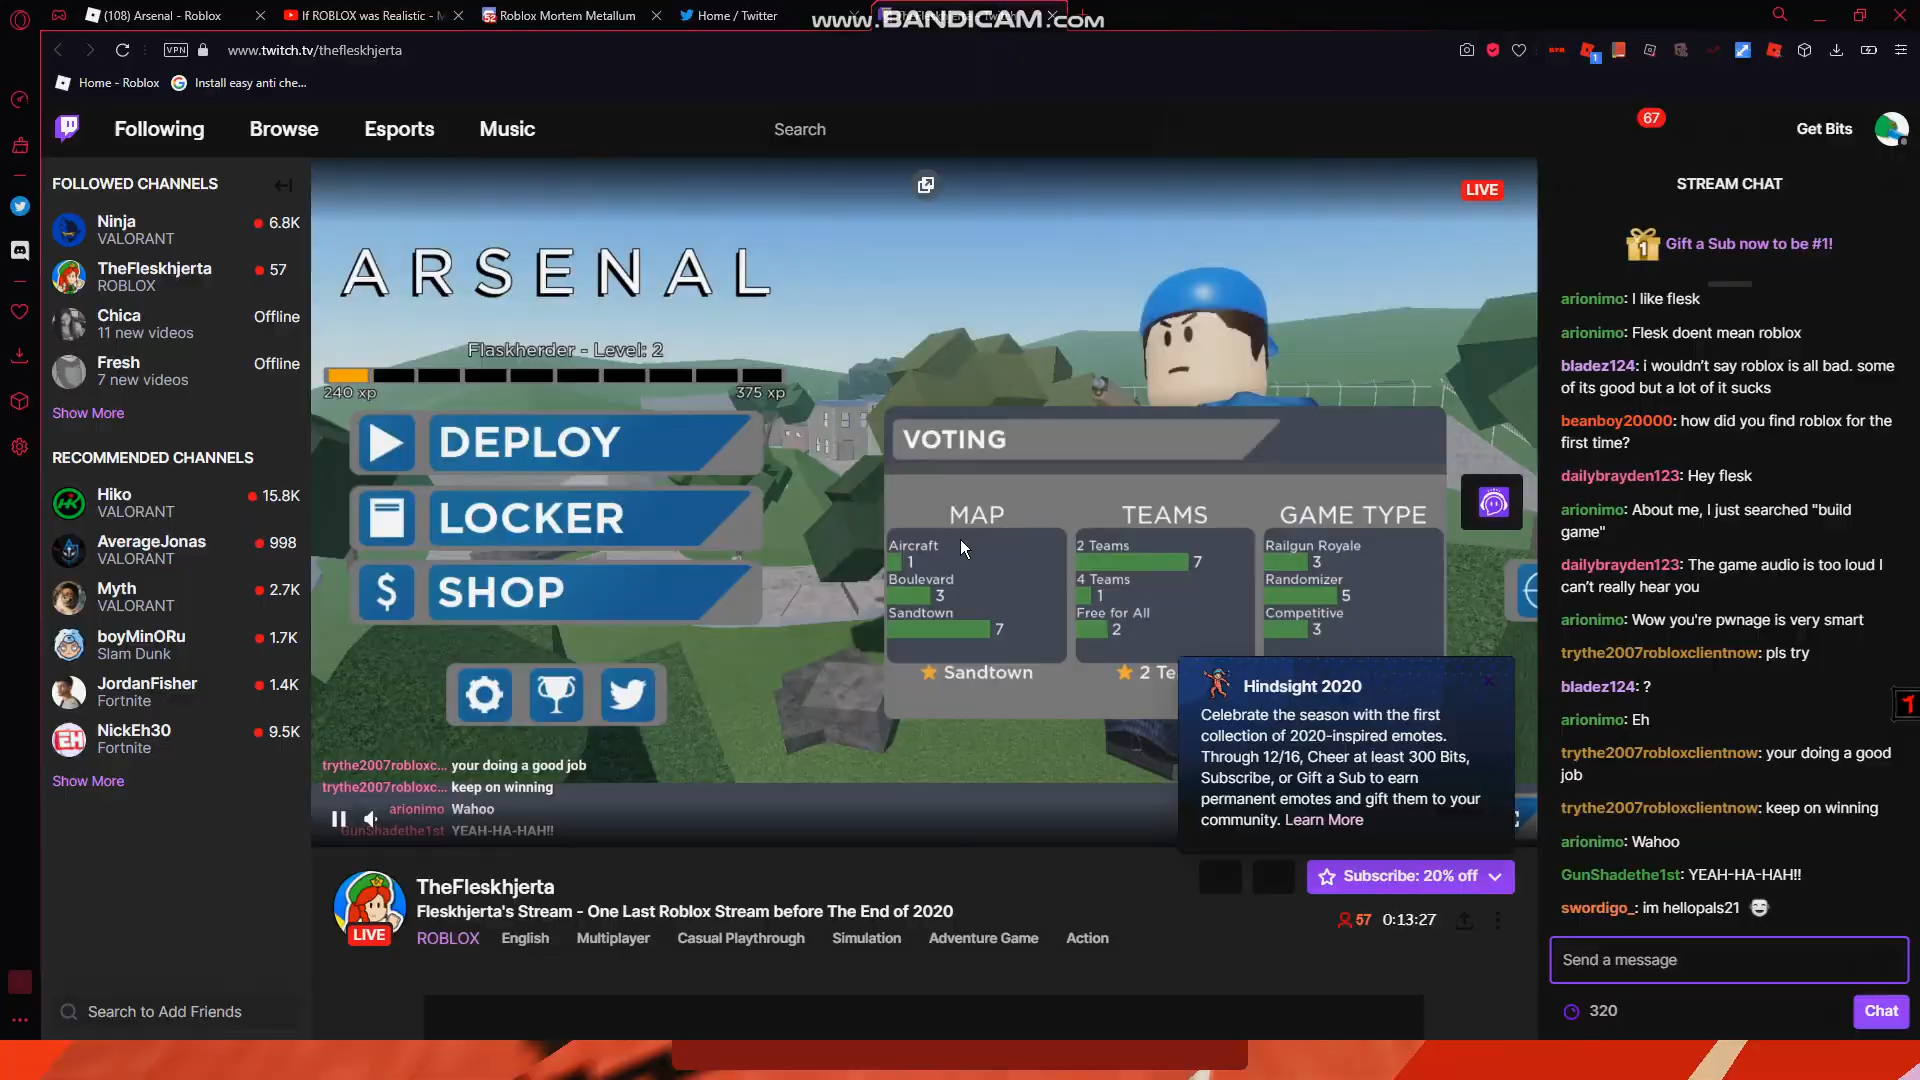 (108) Arsenal - Roblox
If ROBLOX was Realistic - M
Roblox Mortem Metallum
Home / Twitter
www.BANDICAM.com
VPN
www.twitch.tv/thefleskhjerta
1
Home - Roblox
Install easy anti che...
Following
Browse
Esports
Music
Search
67
Get Bits
FOLLOWED CHANNELS
Ninja
6.8K
VALORANT
TheFleskhjerta
57
ROBLOX
Chica
Offline
11 new videos
Fresh
Offline
7 new videos
Show More
RECOMMENDED CHANNELS
Hiko
15.8K
VALORANT
AverageJonas
998
VALORANT
Myth
2.7K
VALORANT
boyMinORu
1.7K
Slam Dunk
JordanFisher
1.4K
Fortnite
NickEh30
9.5K
Fortnite
Show More
Search to Add Friends
LIVE
ARSENAL
Flaskherder - Level: 2
240 xp
375 xp
DEPLOY
LOCKER
SHOP
VOTING
MAP
TEAMS
GAME TYPE
Aircraft
1
Boulevard
3
Sandtown
7
2 Teams
7
4 Teams
1
Free for All
2
Railgun Royale
3
Randomizer
5
Competitive
3
Sandtown
2 Te
Hindsight 2020
Celebrate the season with the first
collection of 2020-inspired emotes.
Through 12/16, Cheer at least 300 Bits,
Subscribe, or Gift a Sub to earn
permanent emotes and gift them to your
community. Learn More
trythe2007robloxc... your doing a good job
trythe2007robloxc... keep on winning
arionimo Wahoo
GunShadethe1st YEAH-HA-HAH!!
TheFleskhjerta
LIVE
Fleskhjerta's Stream - One Last Roblox Stream before The End of 2020
ROBLOX
English
Multiplayer
Casual Playthrough
Simulation
Adventure Game
Action
Subscribe: 20% off
57
0:13:27
STREAM CHAT
1
Gift a Sub now to be #1!
arionimo: I like flesk
arionimo: Flesk doent mean roblox
bladez124: i wouldn't say roblox is all bad. some
of its good but a lot of it sucks
beanboy20000: how did you find roblox for the
first time?
dailybrayden123: Hey flesk
arionimo: About me, I just searched "build
game"
dailybrayden123: The game audio is too loud I
can't really hear you
arionimo: Wow you're pwnage is very smart
trythe2007robloxclientnow: pls try
bladez124: ?
arionimo: Eh
trythe2007robloxclientnow: your doing a good
job
trythe2007robloxclientnow: keep on winning
arionimo: Wahoo
GunShadethe1st: YEAH-HA-HAH!!
swordigo_: im hellopals21
Send a message
320
Chat